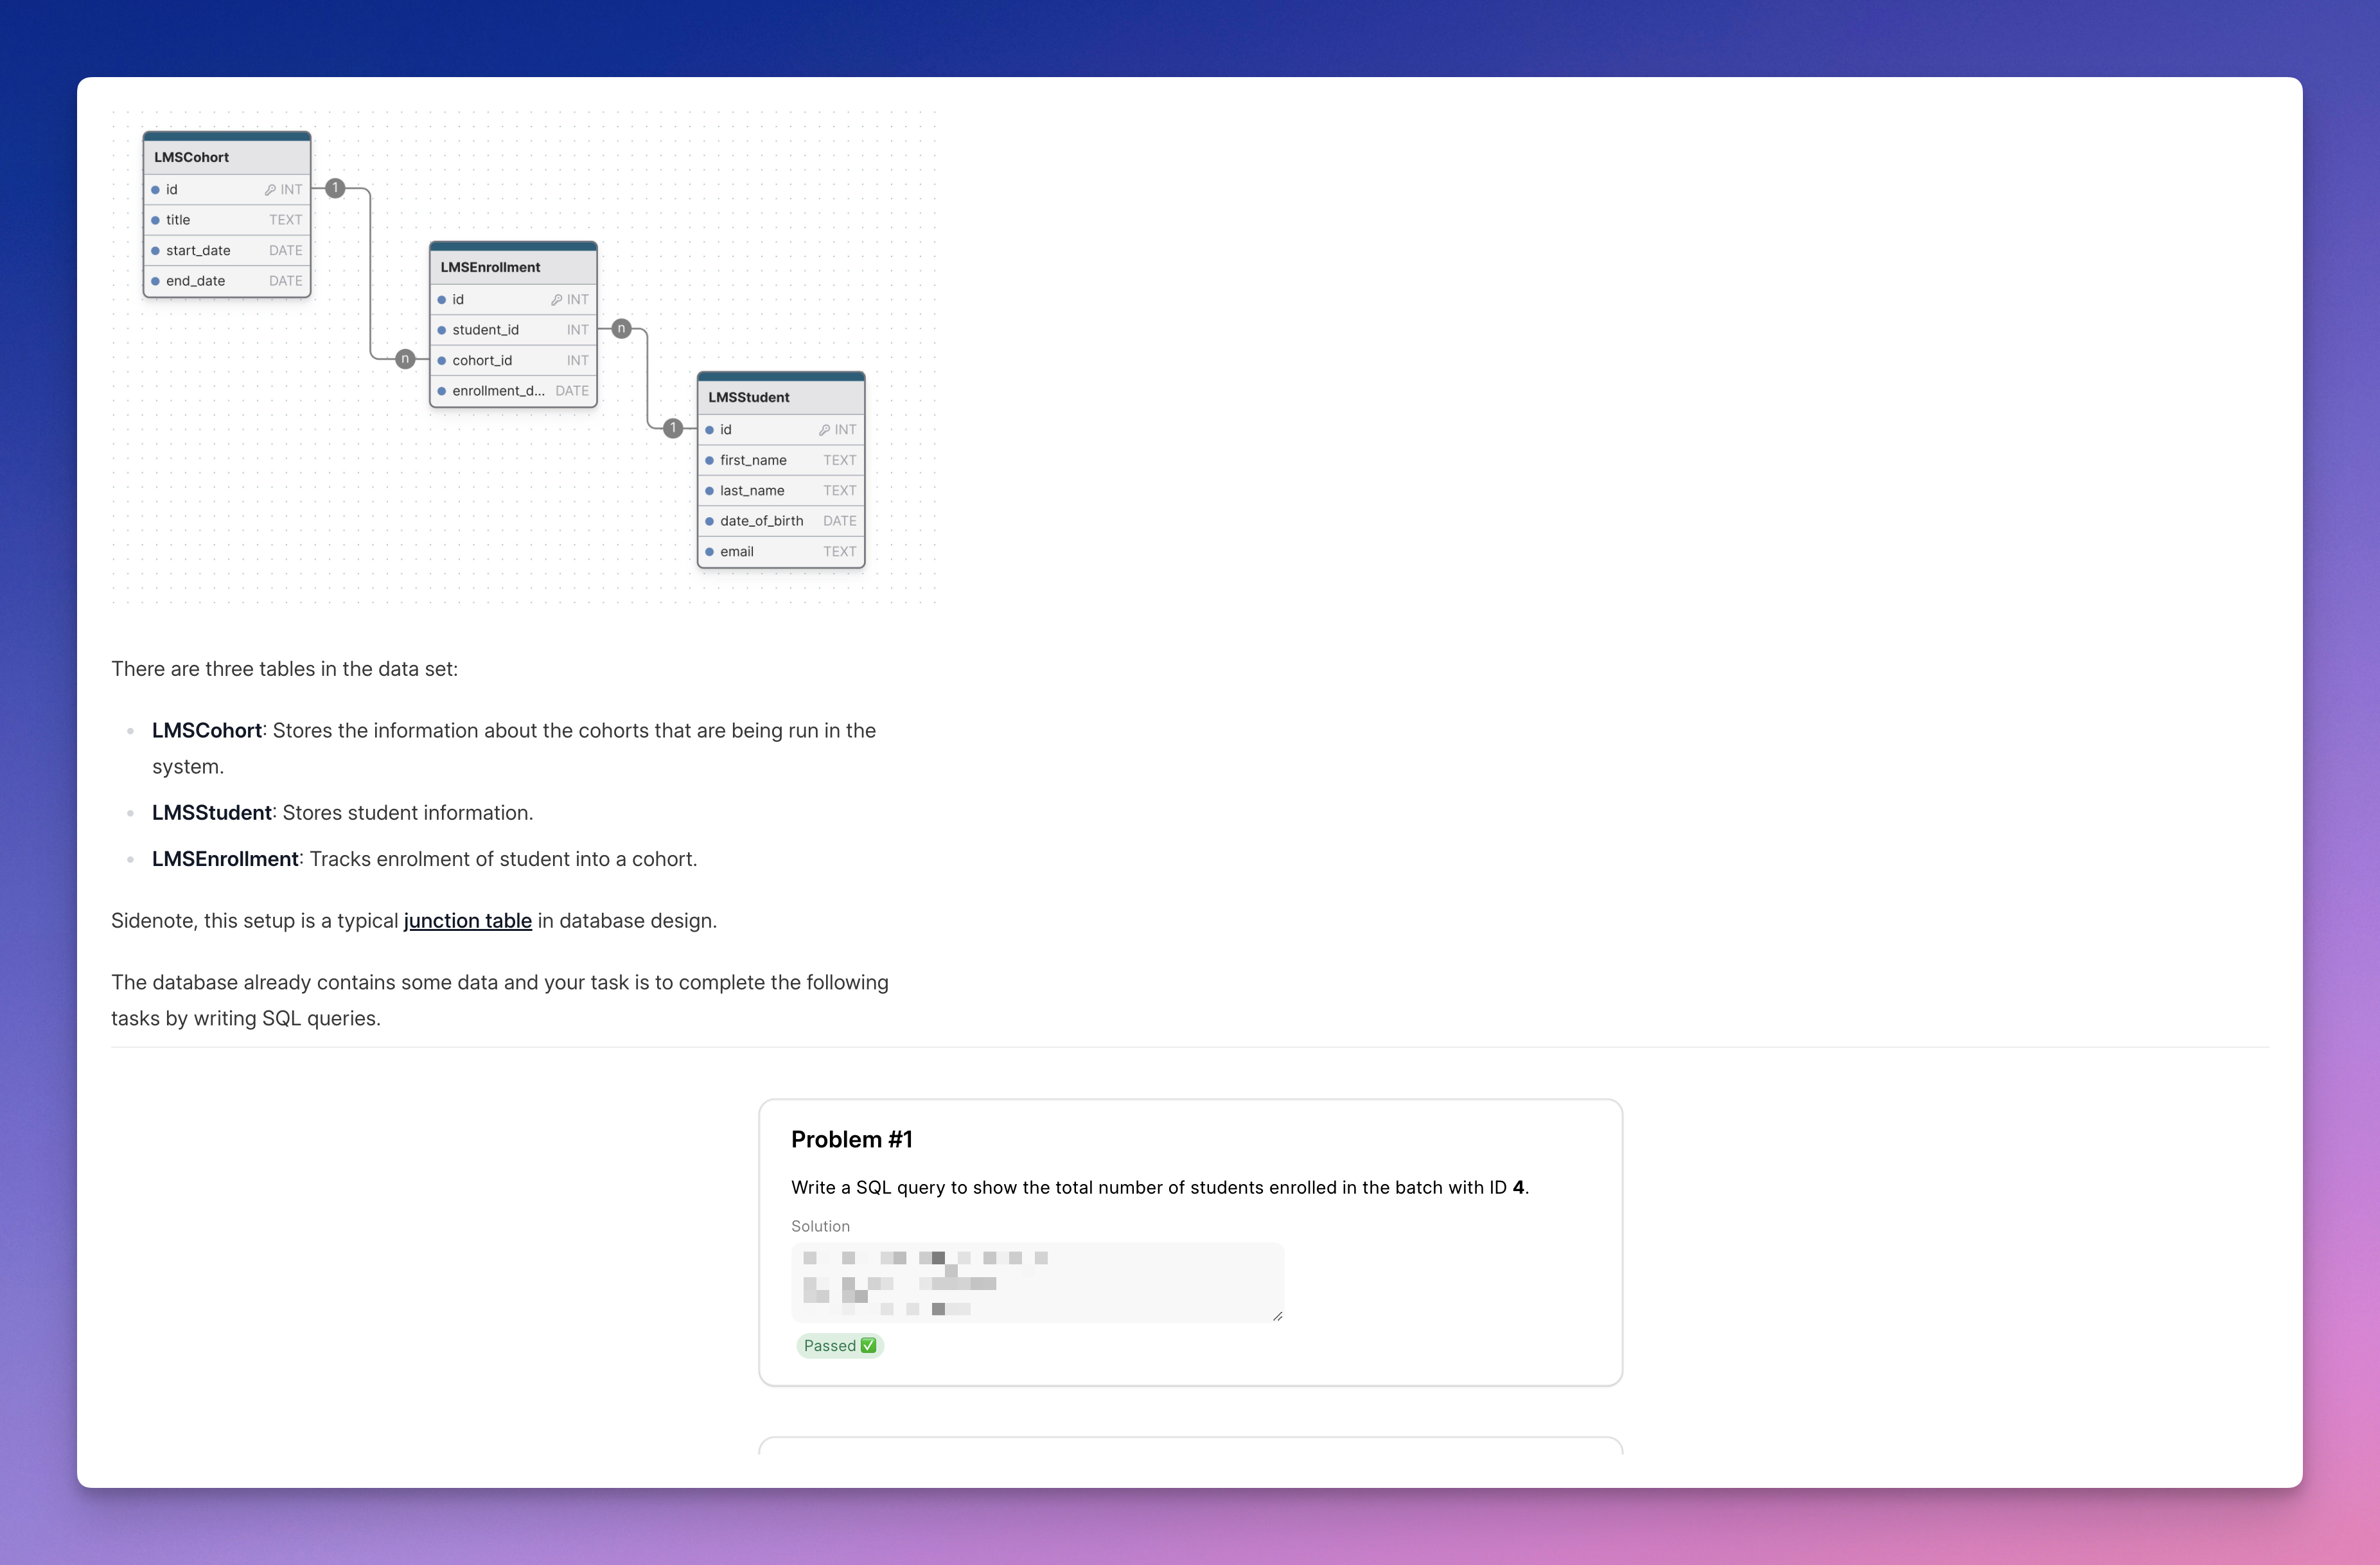 LMSCohort
id INT
title TEXT
start_date DATE
end_date DATE
1
n
LMSEnrollment
id INT
student_id INT
cohort_id INT
enrollment_d... DATE
n
1
LMSStudent
id INT
first_name TEXT
last_name TEXT
date_of_birth DATE
email TEXT
There are three tables in the data set:
LMSCohort: Stores the information about the cohorts that are being run in the
system.
LMSStudent: Stores student information.
LMSEnrollment: Tracks enrolment of student into a cohort.
Sidenote, this setup is a typical junction table in database design.
The database already contains some data and your task is to complete the following
tasks by writing SQL queries.
Problem #1
Write a SQL query to show the total number of students enrolled in the batch with ID 4.
Solution
Passed ✅